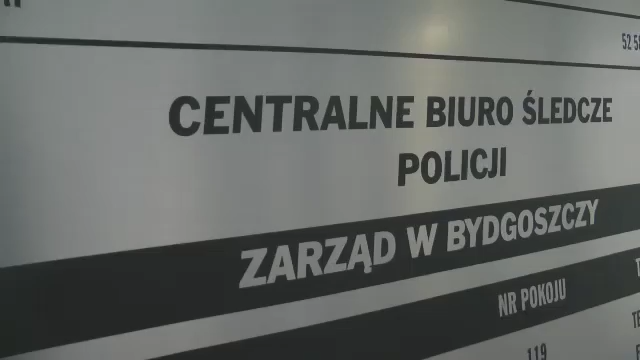 CENTRALNE BIURO ŚLEDCZE
POLICJI
ZARZĄD W BYDGOSZCZY
NR POKOJU
119